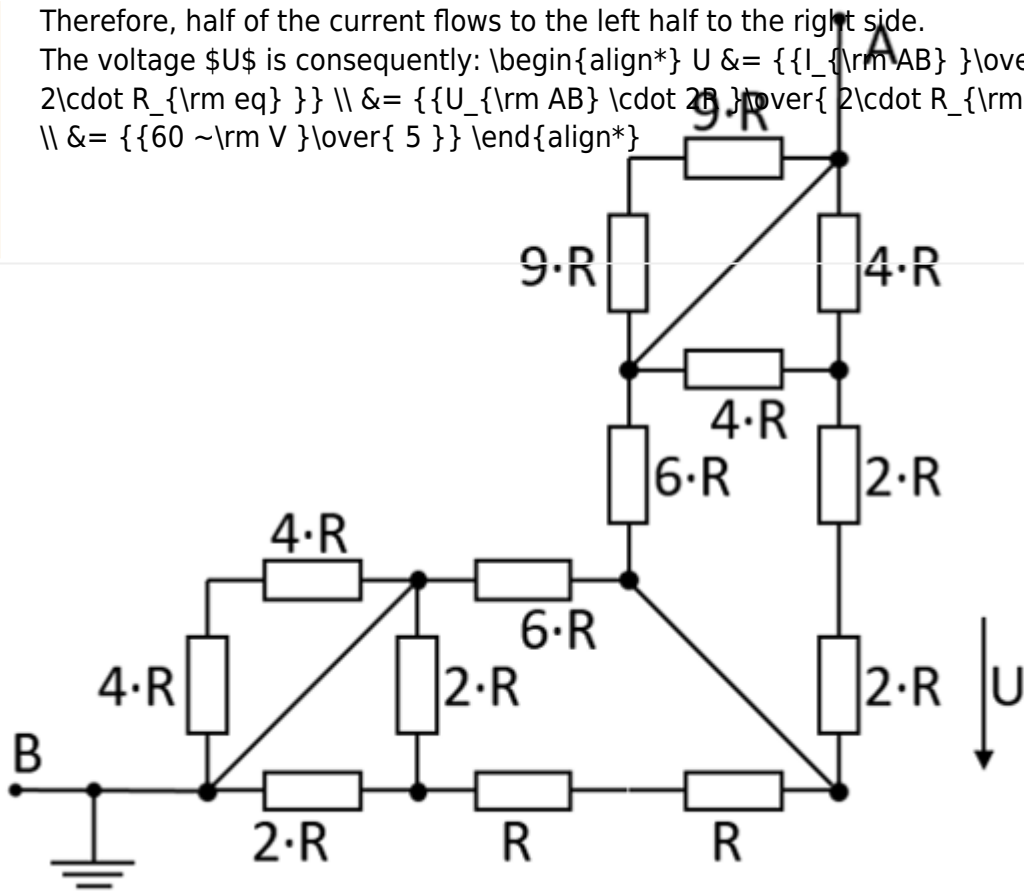 Therefore, half of the current flows to the left half to the right side.
The voltage $U$ is consequently: \begin{align*} U &= {{I_{\rm AB} }\ove
2\cdot R_{\rm eq} }} \\ &= {{U_{\rm AB} \cdot 2R }\over{ 2\cdot R_{\rm
\\ &= {{60 ~\rm V }\over{ 5 }} \end{align*}
A
9·R
9·R
4·R
4·R
6·R
2·R
4·R
6·R
4·R
2·R
2·R
U
B
2·R
R
R